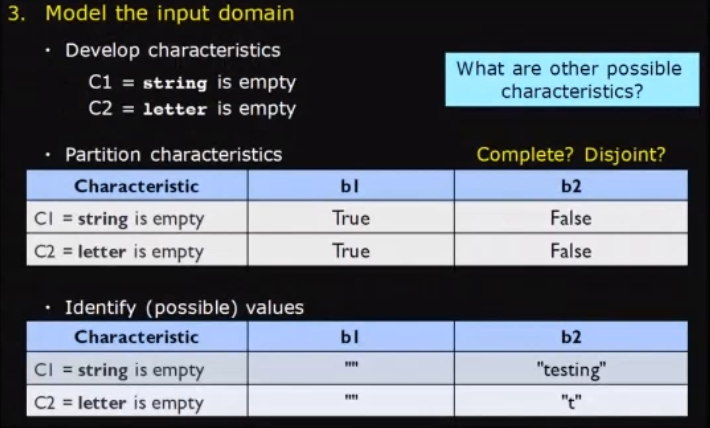 3. Model the input domain
• Develop characteristics
C1 = string is empty
C2 = letter is empty
What are other possible
characteristics?
• Partition characteristics
Complete? Disjoint?
Characteristic b1 b2
C1 = string is empty True False
C2 = letter is empty True False
• Identify (possible) values
Characteristic b1 b2
C1 = string is empty "" "testing"
C2 = letter is empty "" "t"